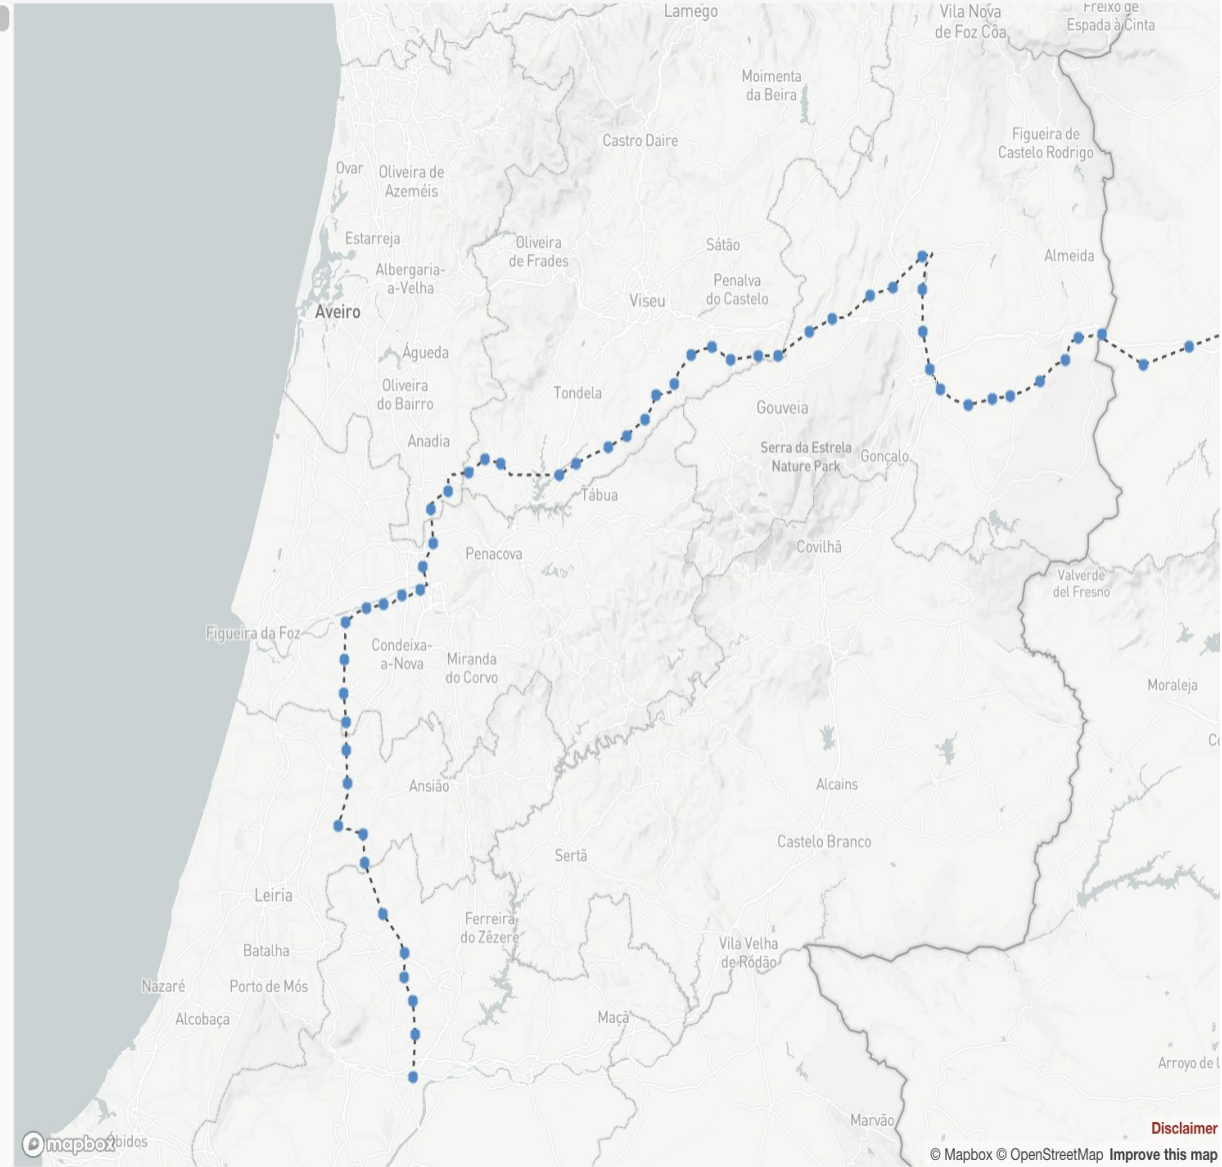 Lamego
Vila Nova
de Foz Côa
Freixo de
Espada à Cinta
Moimenta
da Beira
Castro Daire
Figueira de
Castelo Rodrigo
Ovar
Oliveira de
Azeméis
Estarreja
Oliveira
de Frades
Sátão
Almeida
Albergaria-
a-Velha
Penalva
do Castelo
Viseu
Aveiro
Águeda
Oliveira
do Bairro
Tondela
Gouveia
Anadia
Serra da Estrela
Nature Park
Gonçalo
Tábua
Penacova
Covilhã
Valverde
del Fresno
Figueira da Foz
Condeixa-
a-Nova
Miranda
do Corvo
Moraleja
Co
Ansião
Alcains
Castelo Branco
Sertã
Leiria
Ferreira
do Zêzere
Batalha
Vila Velha
de Ródão
Nazaré
Porto de Mós
Alcobaça
Maçã
Arroyo de l
Marvão
Disclaimer
mapbox
Óbidos
© Mapbox © OpenStreetMap Improve this map